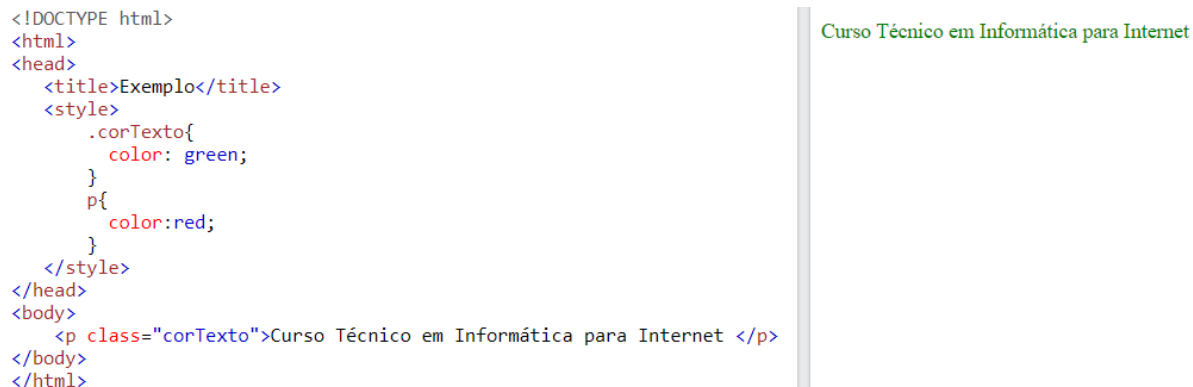 <!DOCTYPE html>
<html>
<head>
<title>Exemplo</title>
<style>
.corTexto{
color: green;
}
p{
color:red;
}
</style>
</head>
<body>
<p class="corTexto">Curso Técnico em Informática para Internet </p>
</body>
</html>
Curso Técnico em Informática para Internet